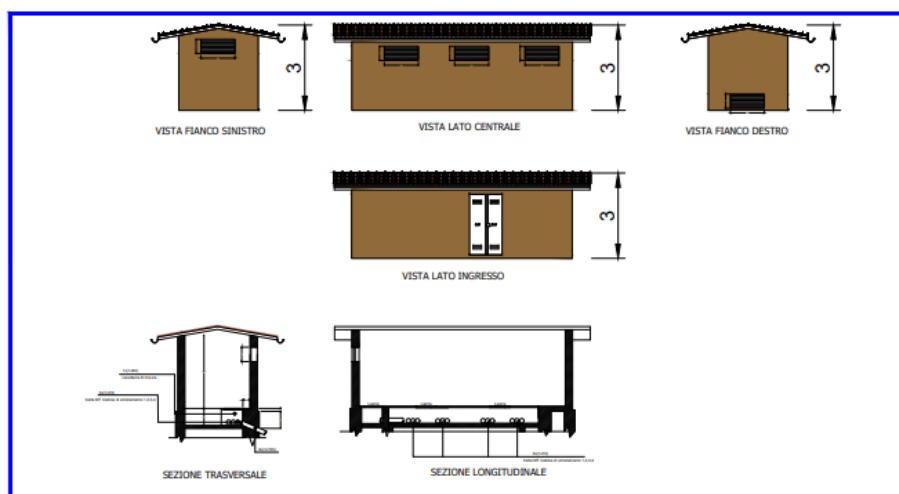 3
3
3
VISTA FIANCO SINISTRO
VISTA LATO CENTRALE
VISTA FIANCO DESTRO
3
VISTA LATO INGRESSO
SEZIONE TRASVERSALE
SEZIONE LONGITUDINALE